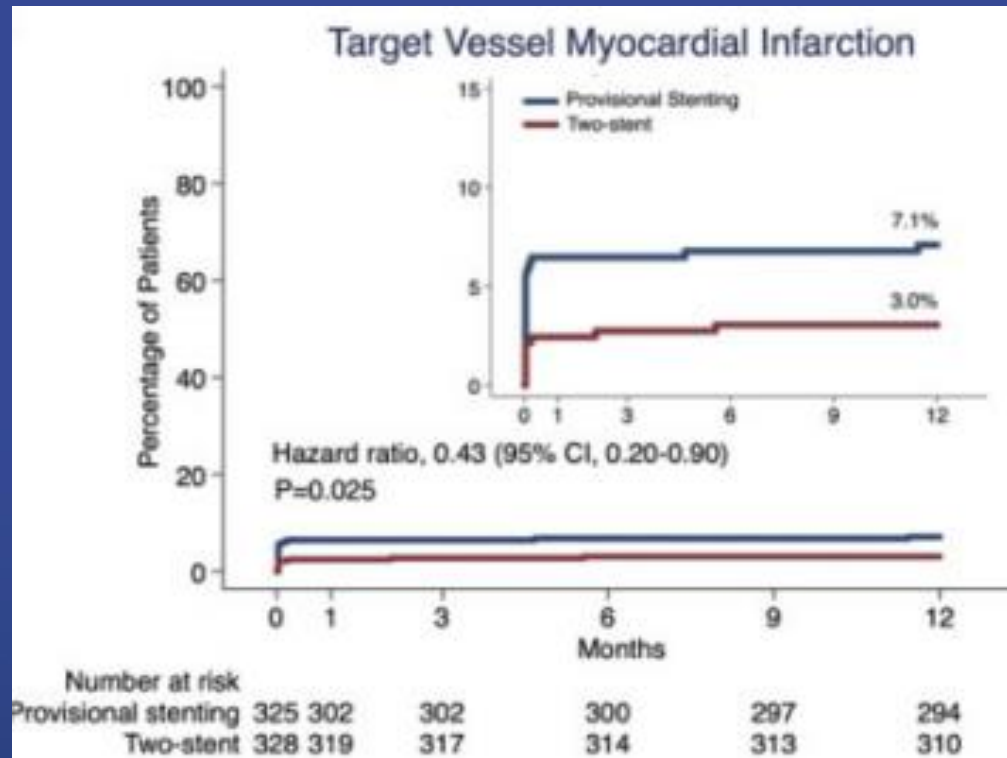 Target Vessel Myocardial Infarction
Percentage of Patients
100
80
60
40
20
0
15
10
5
0
Provisional Stenting
Two-stent
7.1%
3.0%
0 1 3 6 9 12
Hazard ratio, 0.43 (95% CI, 0.20-0.90)
P=0.025
0 1 3 6 9 12
Months
Number at risk
Provisional stenting 325 302 302 300 297 294
Two-stent 328 319 317 314 313 310